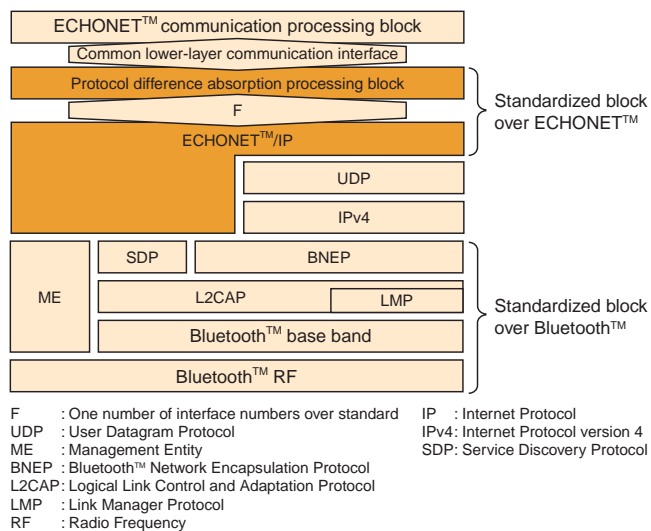 ECHONET™ communication processing block
Common lower-layer communication interface
Protocol difference absorption processing block
F
ECHONET™/IP
Standardized block
over ECHONET™
UDP
IPv4
SDP
BNEP
ME
L2CAP
LMP
Bluetooth™ base band
Standardized block
over Bluetooth™
Bluetooth™ RF
F : One number of interface numbers over standard
UDP : User Datagram Protocol
ME : Management Entity
BNEP : Bluetooth™ Network Encapsulation Protocol
L2CAP : Logical Link Control and Adaptation Protocol
LMP : Link Manager Protocol
RF : Radio Frequency
IP : Internet Protocol
IPv4 : Internet Protocol version 4
SDP : Service Discovery Protocol